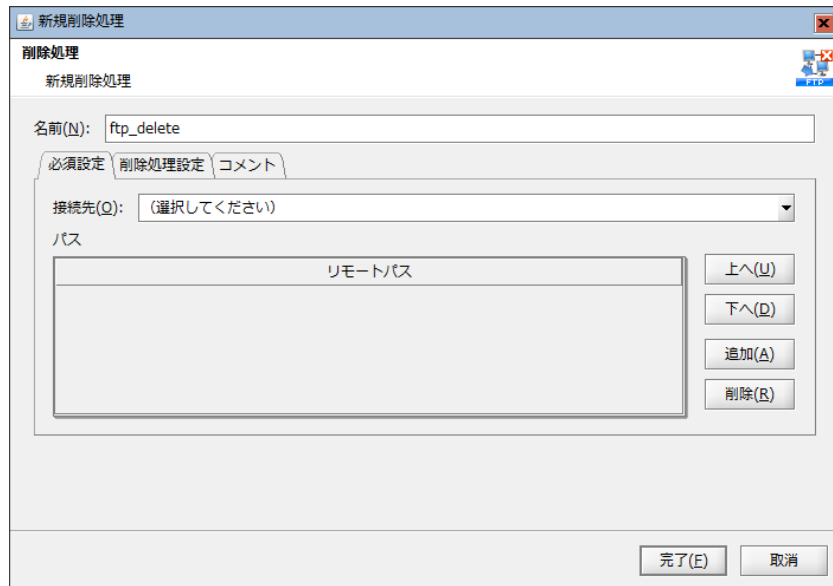 新規削除処理
削除処理
新規削除処理
FTP
名前(N): ftp_delete
必須設定 削除処理設定 コメント
接続先(O): （選択してください）
パス
リモートパス
上へ(U)
下へ(D)
追加(A)
削除(R)
完了(F) 取消